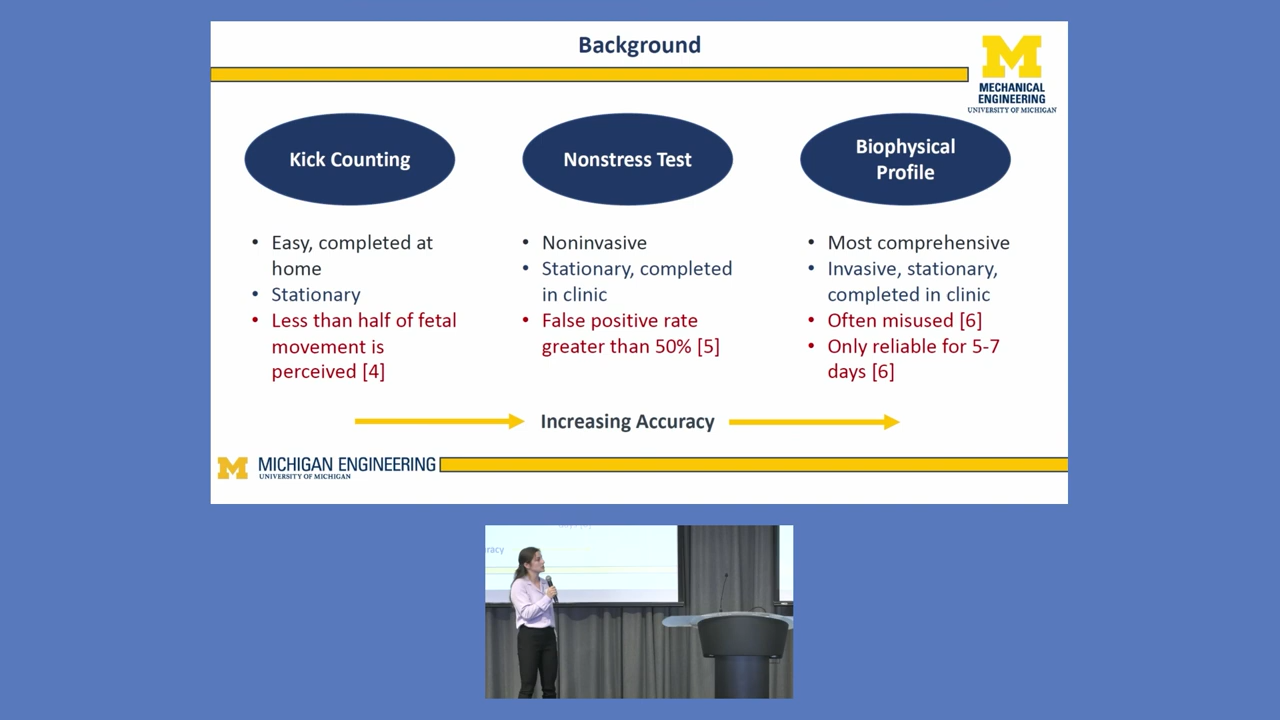 Background
M
MECHANICAL
ENGINEERING
UNIVERSITY OF MICHIGAN
Kick Counting
• Easy, completed at
home
• Stationary
• Less than half of fetal
movement is
perceived [4]
Nonstress Test
• Noninvasive
• Stationary, completed
in clinic
• False positive rate
greater than 50% [5]
Biophysical
Profile
• Most comprehensive
• Invasive, stationary,
completed in clinic
• Often misused [6]
• Only reliable for 5-7
days [6]
Increasing Accuracy
M MICHIGAN ENGINEERING
UNIVERSITY OF MICHIGAN
days [6]
racy